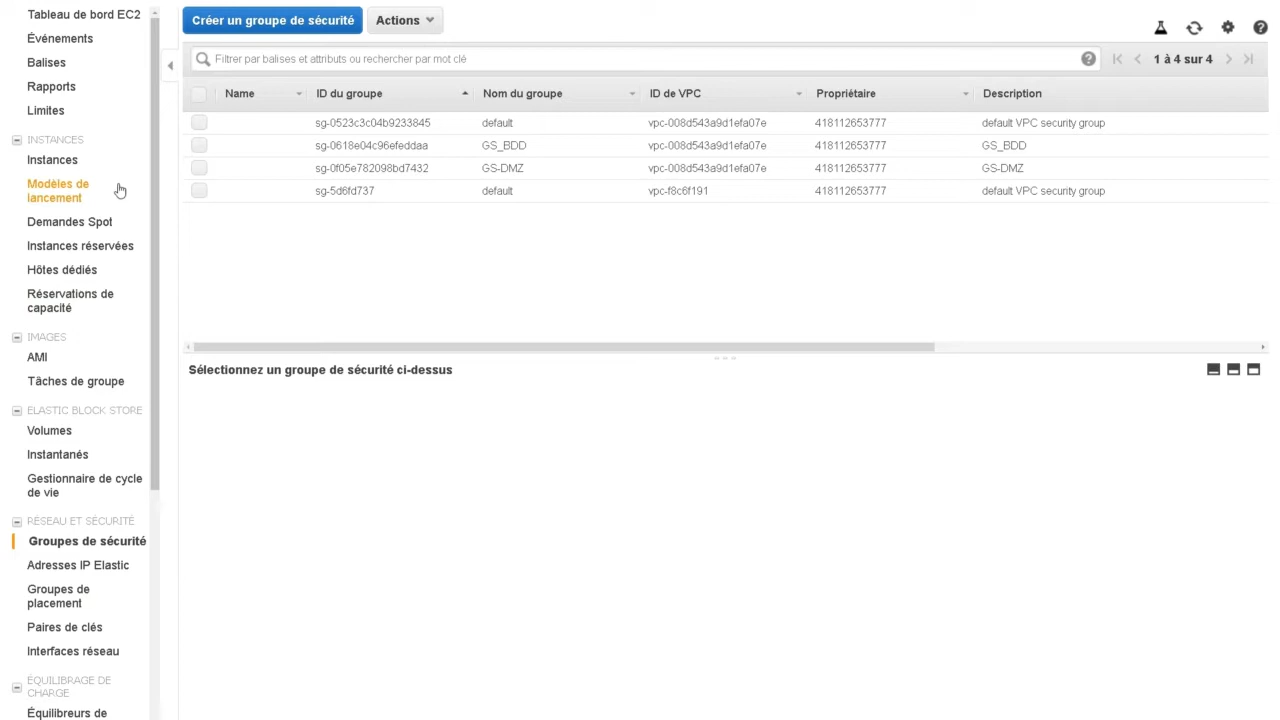 Tableau de bord EC2
Événements
Balises
Rapports
Limites
INSTANCES
Instances
Modèles de
lancement
Demandes Spot
Instances réservées
Hôtes dédiés
Réservations de
capacité
IMAGES
AMI
Tâches de groupe
ELASTIC BLOCK STORE
Volumes
Instantanés
Gestionnaire de cycle
de vie
RÉSEAU ET SÉCURITÉ
Groupes de sécurité
Adresses IP Elastic
Groupes de
placement
Paires de clés
Interfaces réseau
ÉQUILIBRAGE DE
CHARGE
Équilibreurs de
Créer un groupe de sécurité Actions
Filtrer par balises et attributs ou rechercher par mot clé
1 à 4 sur 4
Name ID du groupe Nom du groupe ID de VPC Propriétaire Description
sg-0523c3c04b9233845 default vpc-008d543a9d1efa07e 418112653777 default VPC security group
sg-0618e04c96efeddaa GS_BDD vpc-008d543a9d1efa07e 418112653777 GS_BDD
sg-0f05e782098bd7432 GS-DMZ vpc-008d543a9d1efa07e 418112653777 GS-DMZ
sg-5d6fd737 default vpc-f8c6f191 418112653777 default VPC security group
Sélectionnez un groupe de sécurité ci-dessus